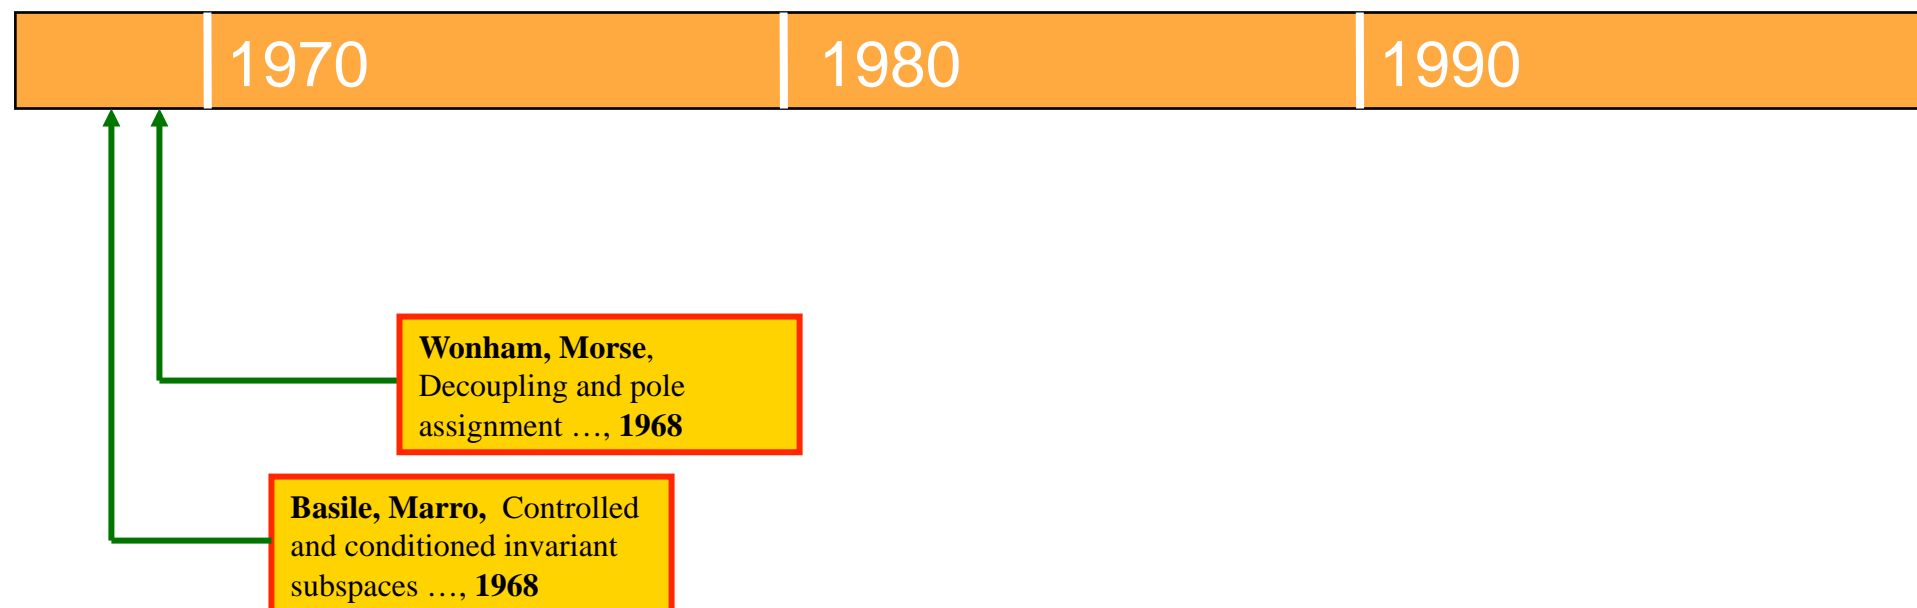 1970
1980
1990
Wonham, Morse,
Decoupling and pole
assignment …, 1968
Basile, Marro, Controlled
and conditioned invariant
subspaces …, 1968